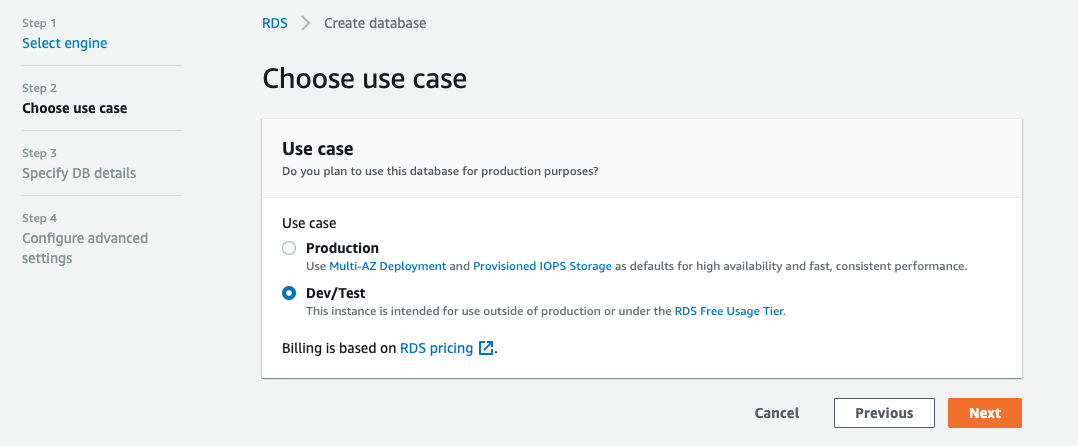 Step 1
Select engine
Step 2
Choose use case
Step 3
Specify DB details
Step 4
Configure advanced
settings
RDS > Create database
Choose use case
Use case
Do you plan to use this database for production purposes?
Use case
Production
Use Multi-AZ Deployment and Provisioned IOPS Storage as defaults for high availability and fast, consistent performance.
Dev/Test
This instance is intended for use outside of production or under the RDS Free Usage Tier.
Billing is based on RDS pricing .
Cancel
Previous
Next